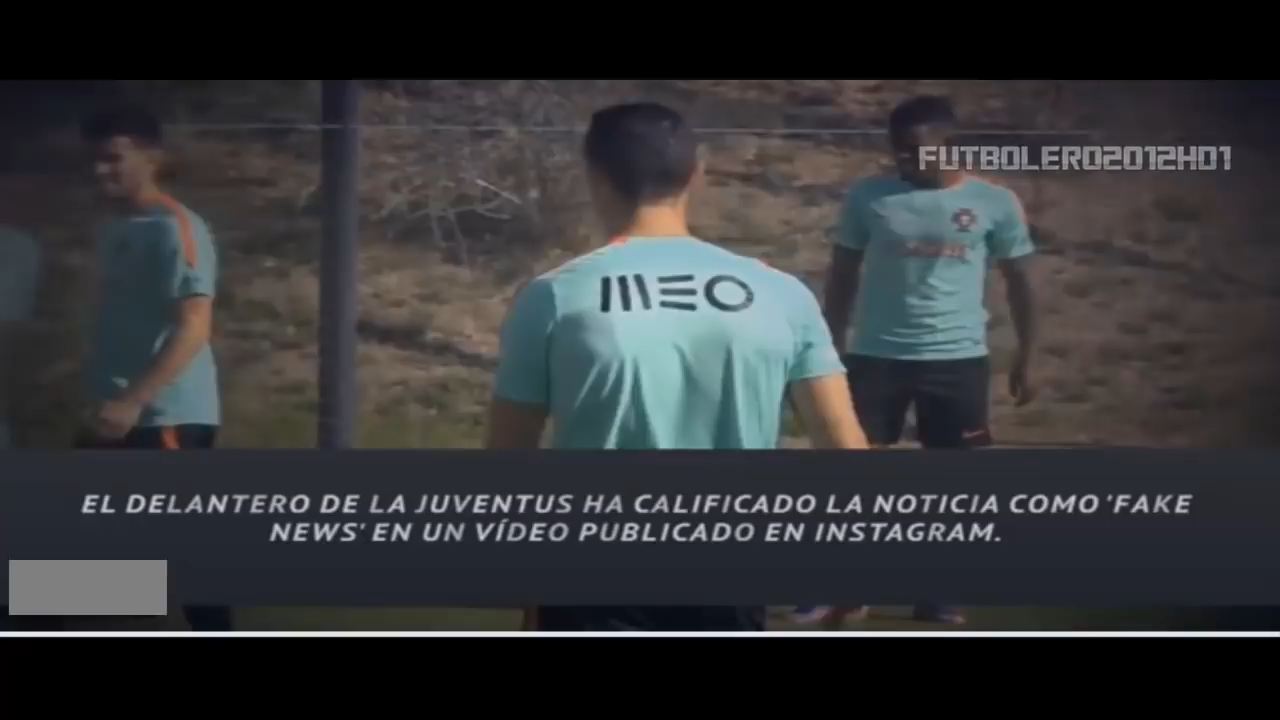 FUTBOLERO2012HD1
MEO
EL DELANTERO DE LA JUVENTUS HA CALIFICADO LA NOTICIA COMO 'FAKE
NEWS' EN UN VÍDEO PUBLICADO EN INSTAGRAM.